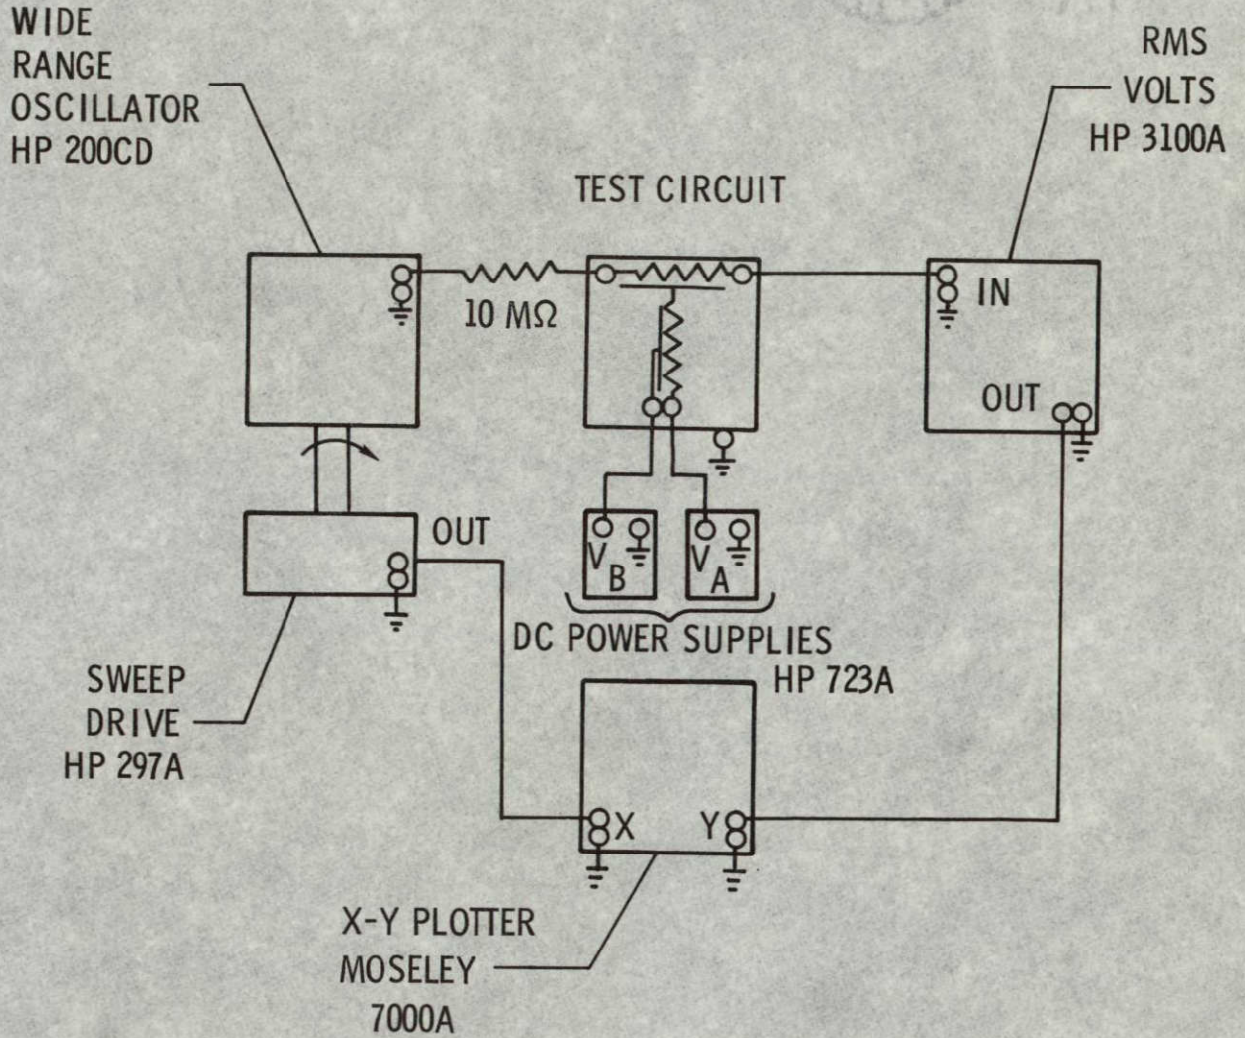 WIDE
RANGE
OSCILLATOR
HP 200CD
RMS
VOLTS
HP 3100A
TEST CIRCUIT
10 MΩ
IN
OUT
OUT
V B
V A
DC POWER SUPPLIES
HP 723A
SWEEP
DRIVE
HP 297A
X
Y
X-Y PLOTTER
MOSELEY
7000A